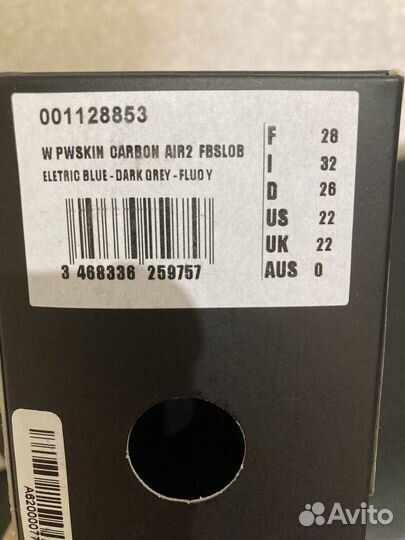 001128853
W PWSKIN CARBON AIR2 FBSLOB
ELETRIC BLUE - DARK GREY - FLUO Y
3 468336 259757
F 28
I 32
D 26
US 22
UK 22
AUS 0
Avito